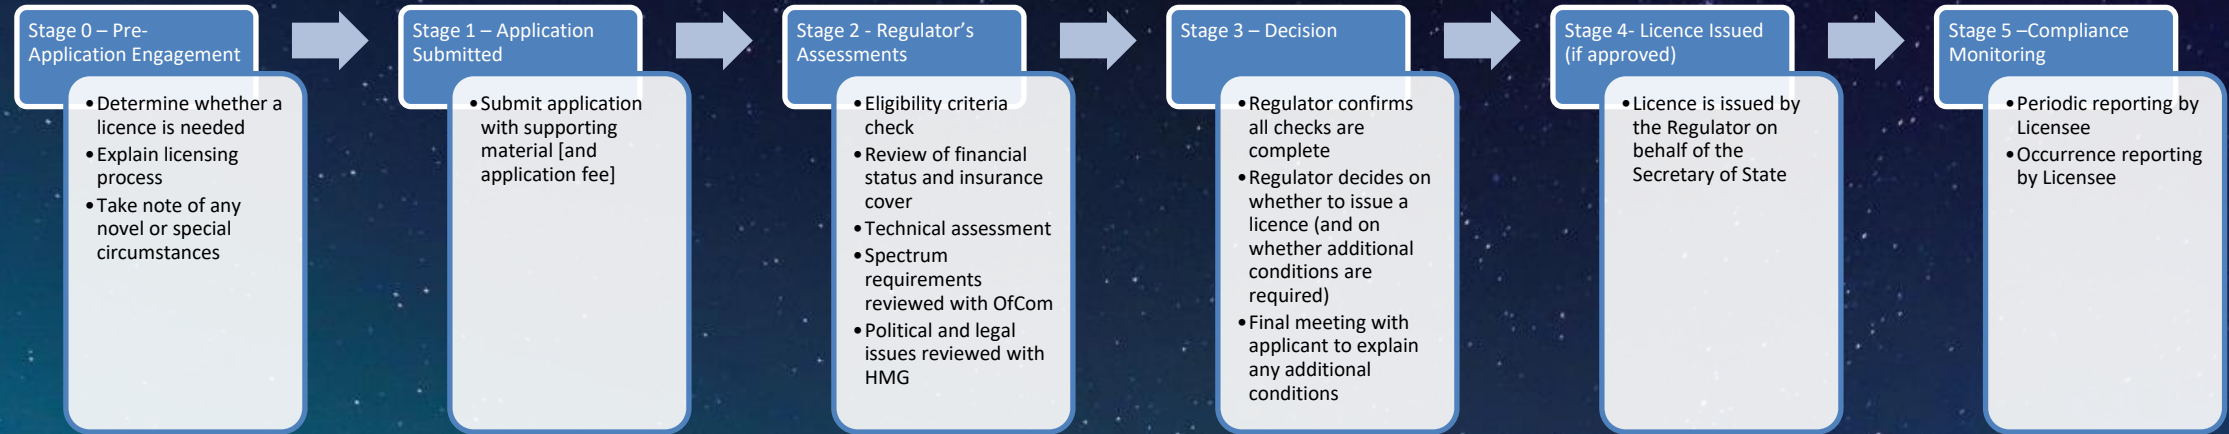 Stage 0 – Pre-
Application Engagement
•Determine whether a
licence is needed
•Explain licensing
process
•Take note of any
novel or special
circumstances
Stage 1 – Application
Submitted
•Submit application
with supporting
material [and
application fee]
Stage 2 - Regulator’s
Assessments
•Eligibility criteria
check
•Review of financial
status and insurance
cover
•Technical assessment
•Spectrum
requirements
reviewed with OfCom
•Political and legal
issues reviewed with
HMG
Stage 3 – Decision
•Regulator confirms
all checks are
complete
•Regulator decides on
whether to issue a
licence (and on
whether additional
conditions are
required)
•Final meeting with
applicant to explain
any additional
conditions
Stage 4- Licence Issued
(if approved)
•Licence is issued by
the Regulator on
behalf of the
Secretary of State
Stage 5 –Compliance
Monitoring
•Periodic reporting by
Licensee
•Occurrence reporting
by Licensee